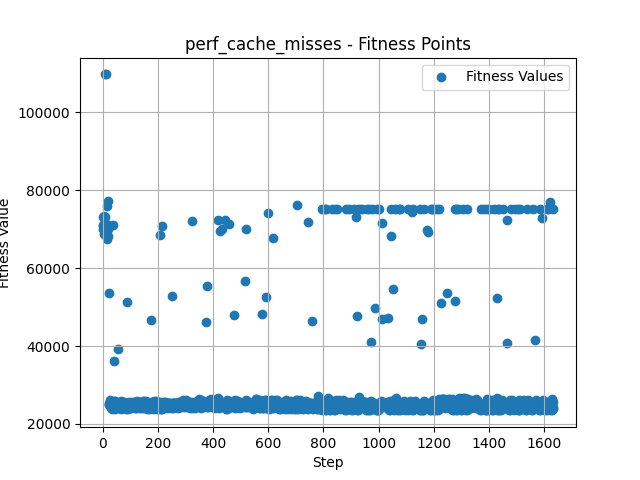 perf_cache_misses - Fitness Points
Fitness Values
100000
80000
60000
40000
20000
Fitness Value
0 200 400 600 800 1000 1200 1400 1600
Step